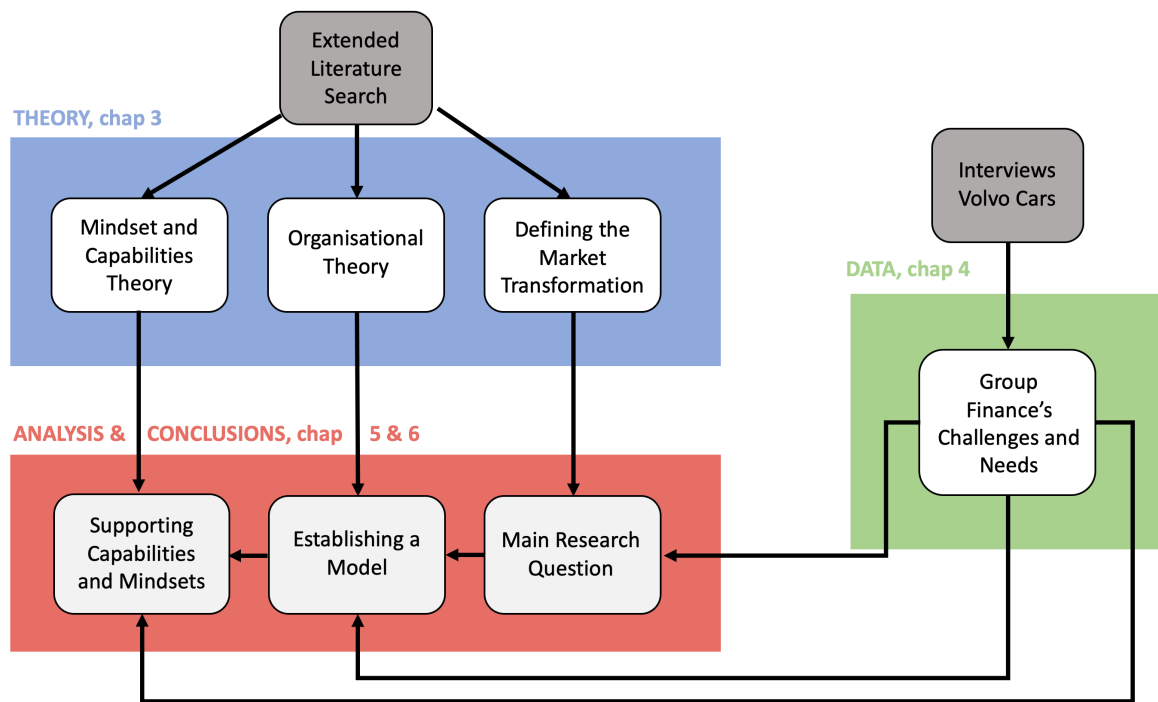 Extended
Literature
Search
THEORY, chap 3
Mindset and
Capabilities
Theory
Organisational
Theory
Defining the
Market
Transformation
Interviews
Volvo Cars
DATA, chap 4
Group
Finance's
Challenges and
Needs
ANALYSIS & CONCLUSIONS, chap 5 & 6
Supporting
Capabilities
and Mindsets
Establishing a
Model
Main Research
Question